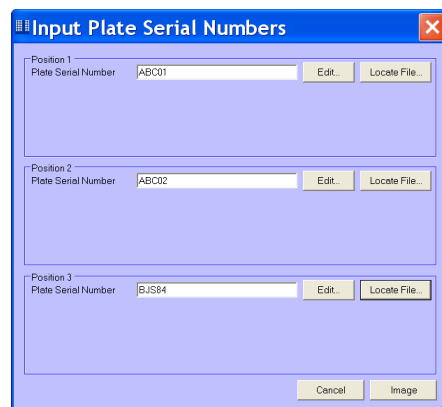 Input Plate Serial Numbers
Position 1
Plate Serial Number ABC01 Edit... Locate File...
Position 2
Plate Serial Number ABC02 Edit... Locate File...
Position 3
Plate Serial Number BJS84 Edit... Locate File...
Cancel Image